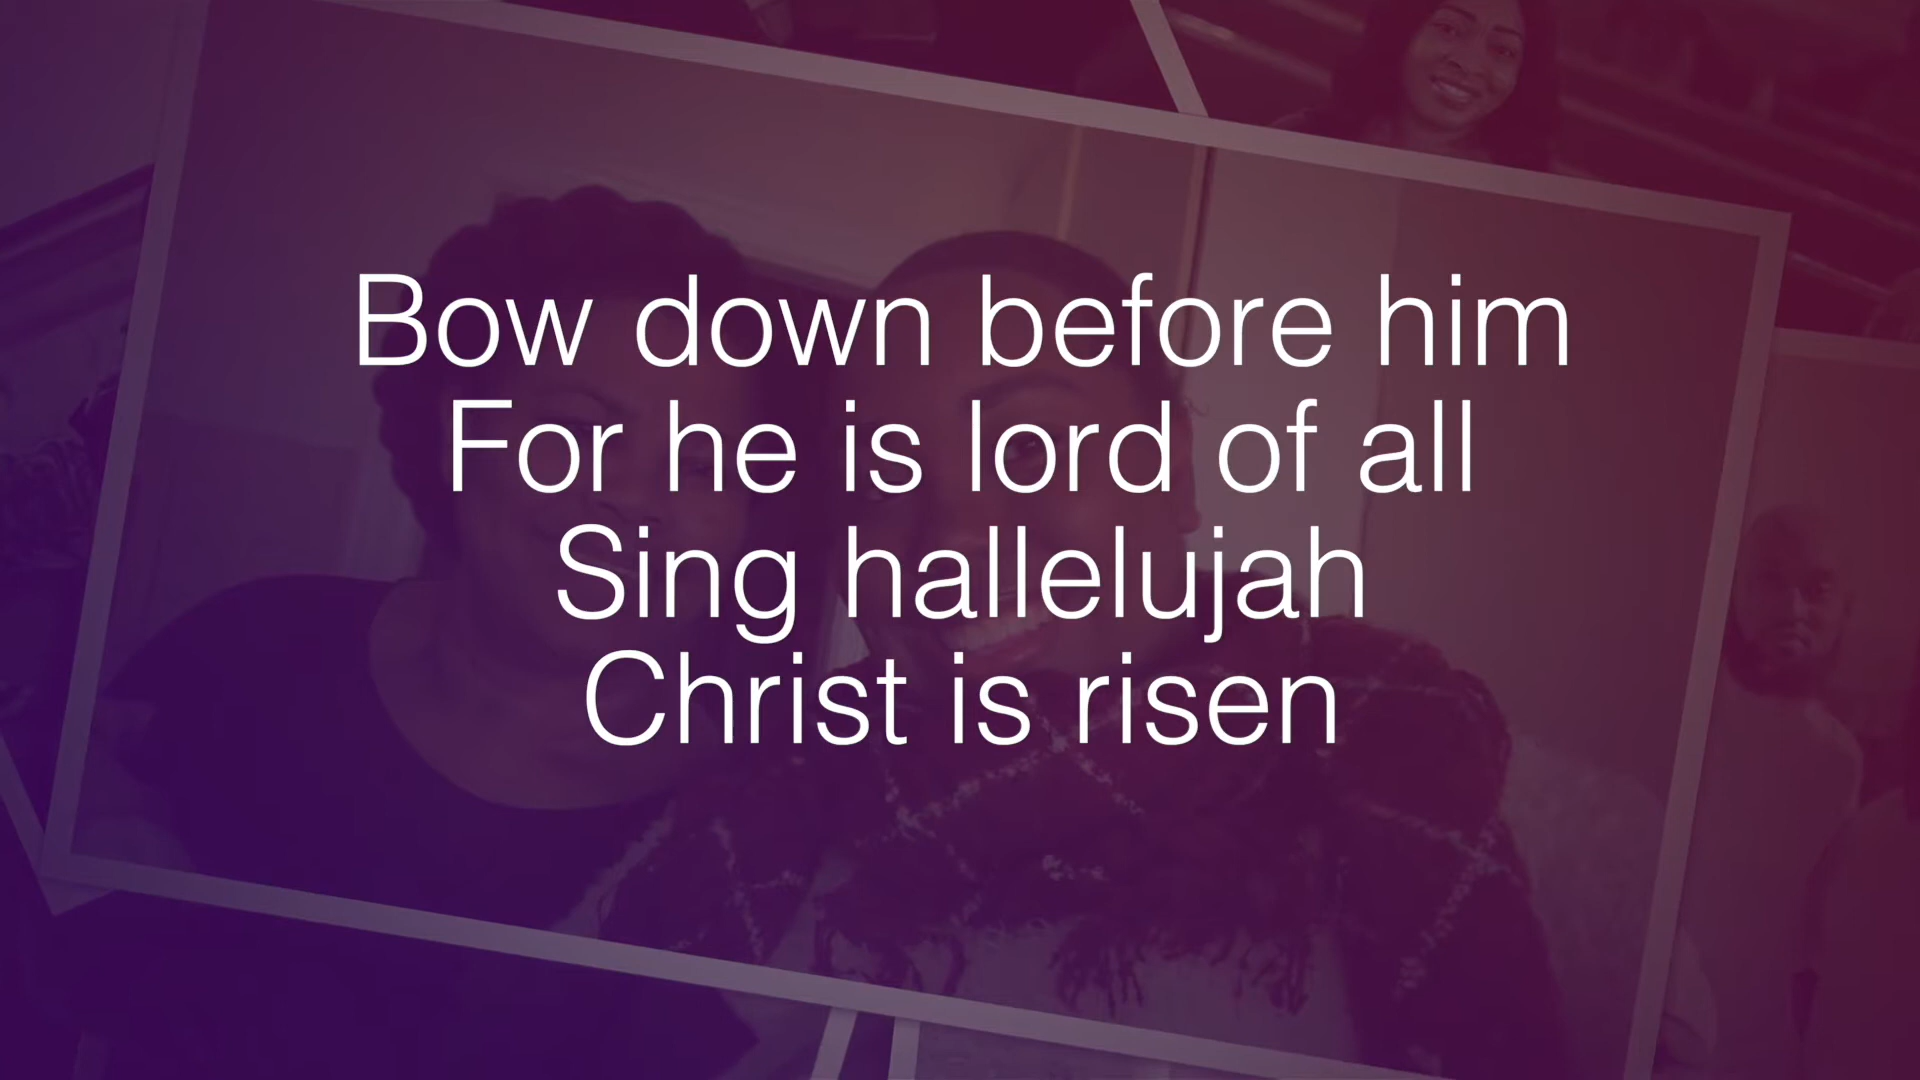 Bow down before him
For he is lord of all
Sing hallelujah
Christ is risen